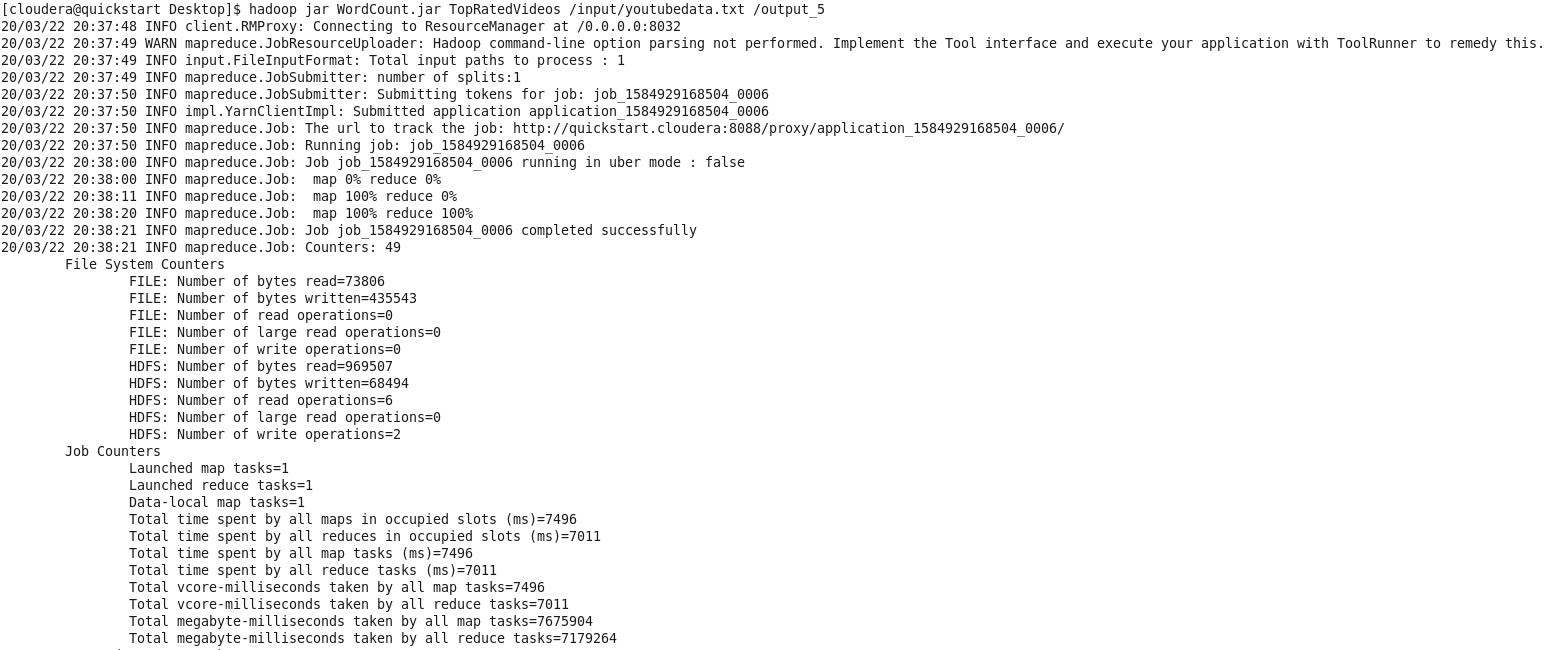 [cloudera@quickstart Desktop]$ hadoop jar WordCount.jar TopRatedVideos /input/youtubedata.txt /output_5
20/03/22 20:37:48 INFO client.RMProxy: Connecting to ResourceManager at /0.0.0.0:8032
20/03/22 20:37:49 WARN mapreduce.JobResourceUploader: Hadoop command-line option parsing not performed. Implement the Tool interface and execute your application with ToolRunner to remedy this.
20/03/22 20:37:49 INFO input.FileInputFormat: Total input paths to process : 1
20/03/22 20:37:49 INFO mapreduce.JobSubmitter: number of splits:1
20/03/22 20:37:50 INFO mapreduce.JobSubmitter: Submitting tokens for job: job_1584929168504_0006
20/03/22 20:37:50 INFO impl.YarnClientImpl: Submitted application application_1584929168504_0006
20/03/22 20:37:50 INFO mapreduce.Job: The url to track the job: http://quickstart.cloudera:8088/proxy/application_1584929168504_0006/
20/03/22 20:37:50 INFO mapreduce.Job: Running job: job_1584929168504_0006
20/03/22 20:38:00 INFO mapreduce.Job: Job job_1584929168504_0006 running in uber mode : false
20/03/22 20:38:00 INFO mapreduce.Job:  map 0% reduce 0%
20/03/22 20:38:11 INFO mapreduce.Job:  map 100% reduce 0%
20/03/22 20:38:20 INFO mapreduce.Job:  map 100% reduce 100%
20/03/22 20:38:21 INFO mapreduce.Job: Job job_1584929168504_0006 completed successfully
20/03/22 20:38:21 INFO mapreduce.Job: Counters: 49
File System Counters
FILE: Number of bytes read=73806
FILE: Number of bytes written=435543
FILE: Number of read operations=0
FILE: Number of large read operations=0
FILE: Number of write operations=0
HDFS: Number of bytes read=969507
HDFS: Number of bytes written=68494
HDFS: Number of read operations=6
HDFS: Number of large read operations=0
HDFS: Number of write operations=2
Job Counters
Launched map tasks=1
Launched reduce tasks=1
Data-local map tasks=1
Total time spent by all maps in occupied slots (ms)=7496
Total time spent by all reduces in occupied slots (ms)=7011
Total time spent by all map tasks (ms)=7496
Total time spent by all reduce tasks (ms)=7011
Total vcore-milliseconds taken by all map tasks=7496
Total vcore-milliseconds taken by all reduce tasks=7011
Total megabyte-milliseconds taken by all map tasks=7675904
Total megabyte-milliseconds taken by all reduce tasks=7179264